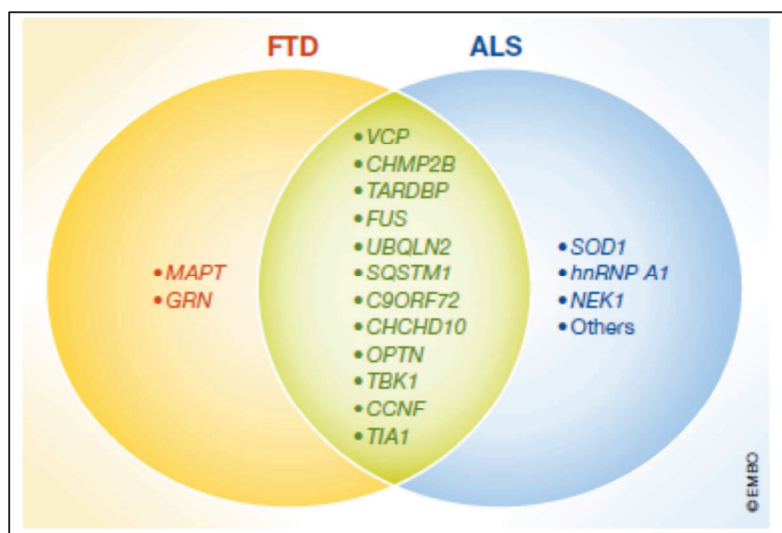 FTD
ALS
• VCP
• CHMP2B
• TARDBP
• FUS
• UBQLN2
• SQSTM1
• C9ORF72
• CHCHD10
• OPTN
• TBK1
• CCNF
• TIA1
• MAPT
• GRN
• SOD1
• hnRNP A1
• NEK1
• Others
© EMBO